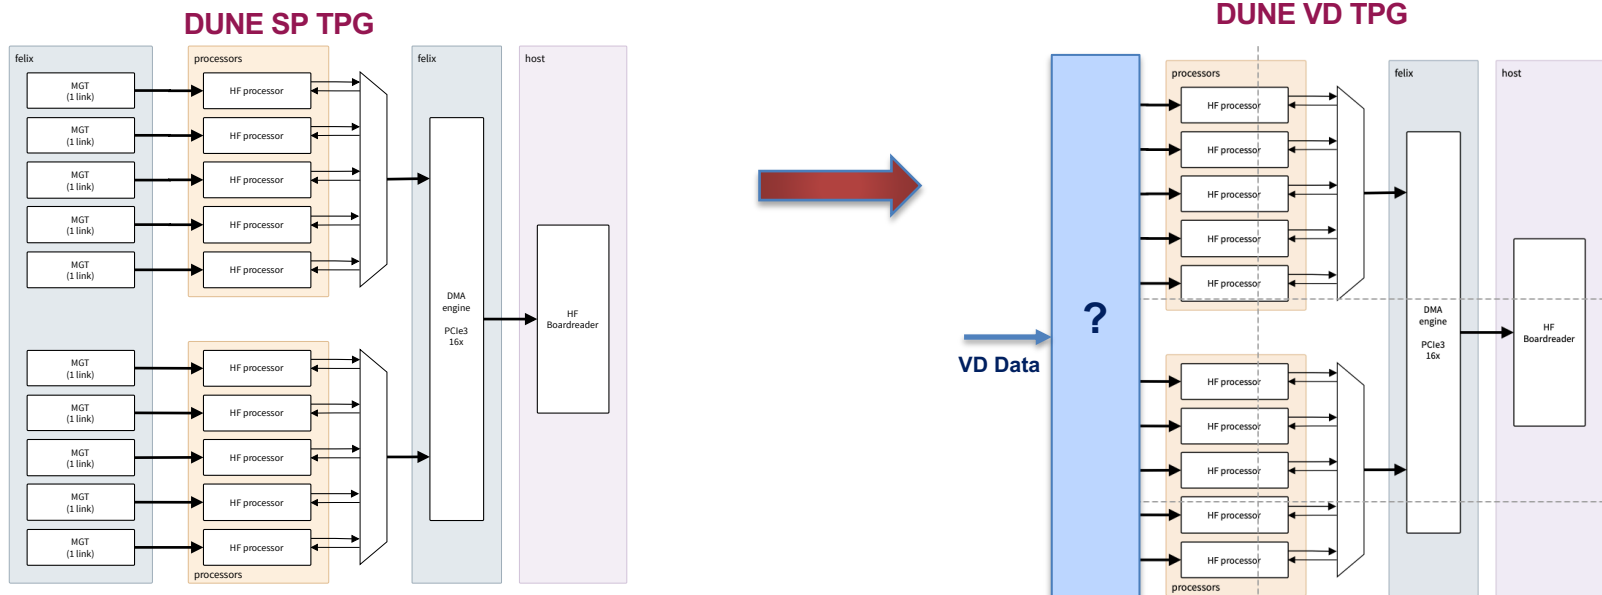 DUNE SP TPG
felix
MGT
(1 link)
MGT
(1 link)
MGT
(1 link)
MGT
(1 link)
MGT
(1 link)
MGT
(1 link)
MGT
(1 link)
MGT
(1 link)
MGT
(1 link)
MGT
(1 link)
processors
HF processor
HF processor
HF processor
HF processor
HF processor
HF processor
HF processor
HF processor
HF processor
HF processor
processors
felix
DMA
engine
PCIe3
16x
host
HF
Boardreader
DUNE VD TPG
VD Data
?
processors
HF processor
HF processor
HF processor
HF processor
HF processor
HF processor
HF processor
HF processor
HF processor
HF processor
processors
felix
DMA
engine
PCIe3
16x
host
HF
Boardreader